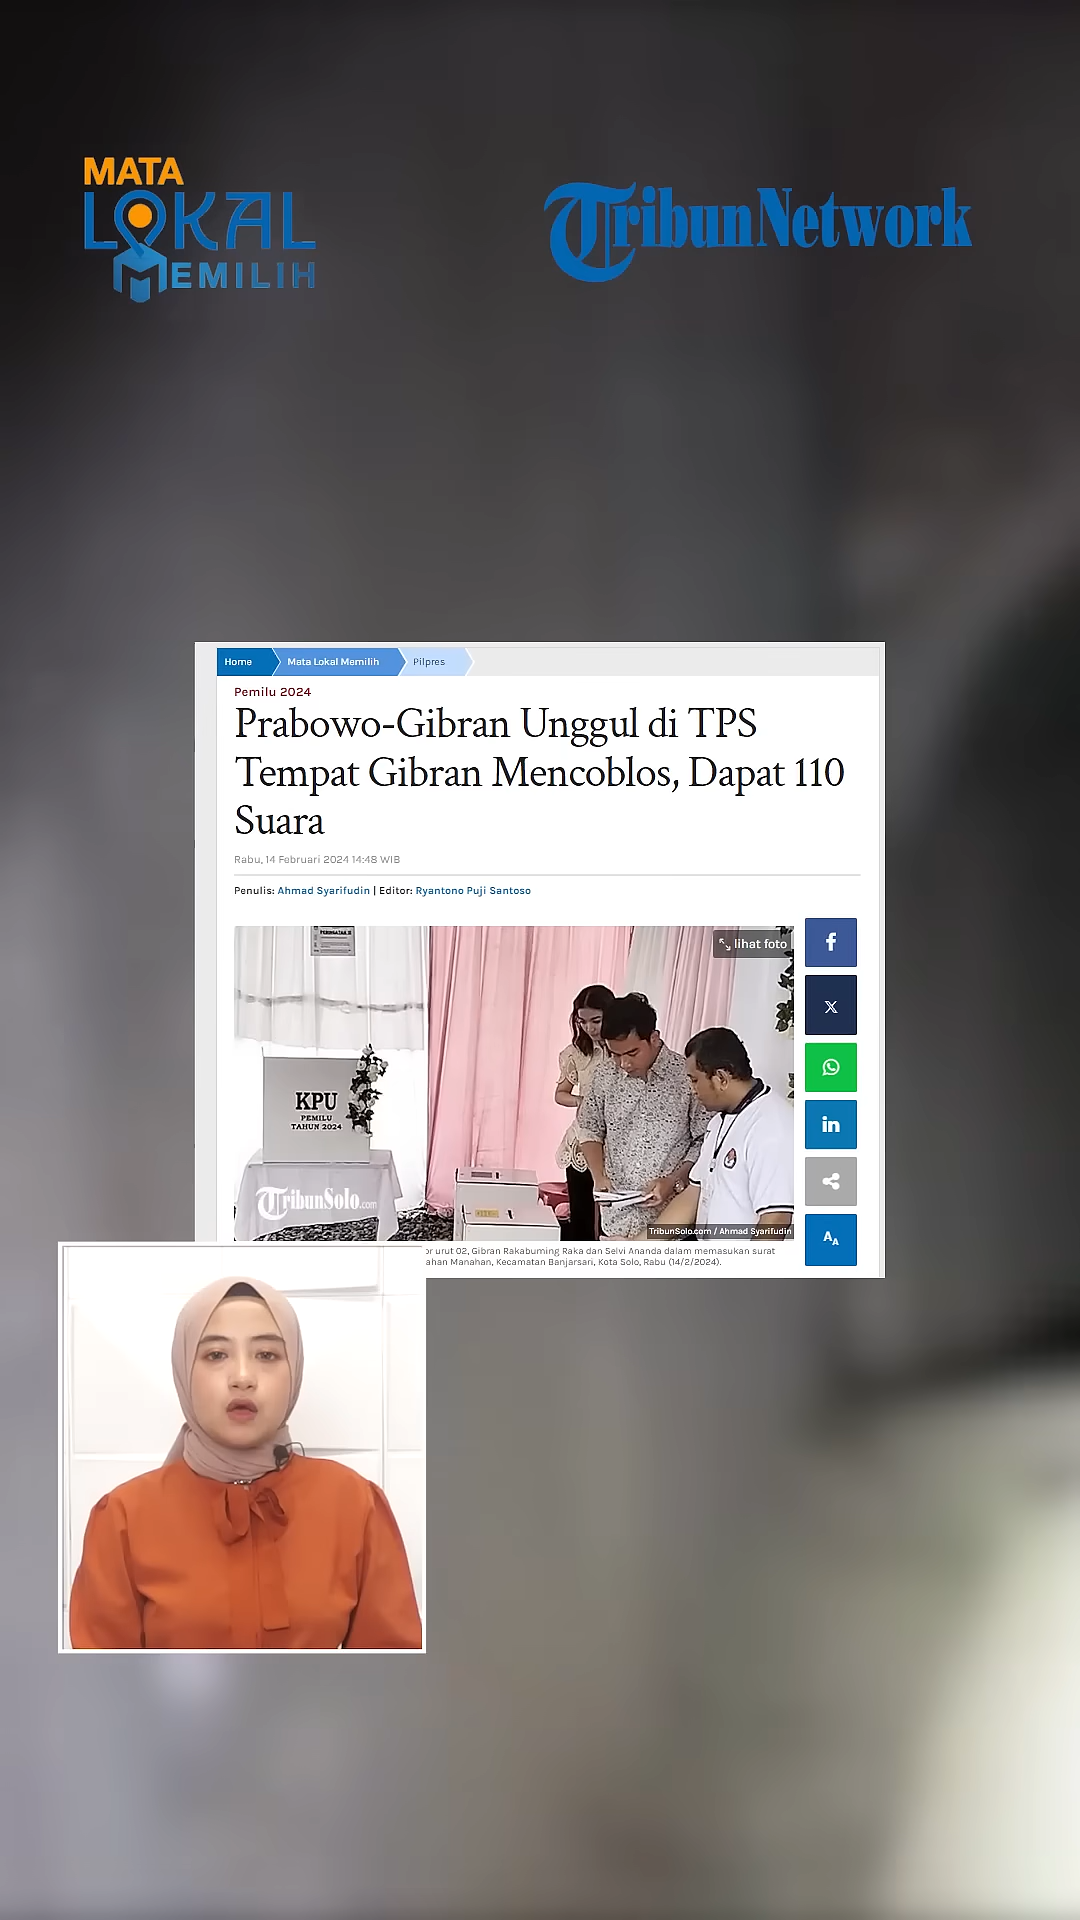 MATA
LOKAL
MEMILIH
TribunNetwork
Home
Mata Lokal Memilih
Pilpres
Pemilu 2024
Prabowo-Gibran Unggul di TPS
Tempat Gibran Mencoblos, Dapat 110
Suara
Rabu, 14 Februari 2024 14:48 WIB
Penulis: Ahmad Syarifudin | Editor: Ryantono Puji Santoso
lihat foto
KPU
PEMILU
TAHUN 2024
TribunSolo.com
TribunSolo.com / Ahmad Syarifudin
urut 02, Gibran Rakabuming Raka dan Selvi Ananda dalam memasukan surat
Manahan, Kecamatan Banjarsari, Kota Solo, Rabu (14/2/2024).
f
X
in
AA